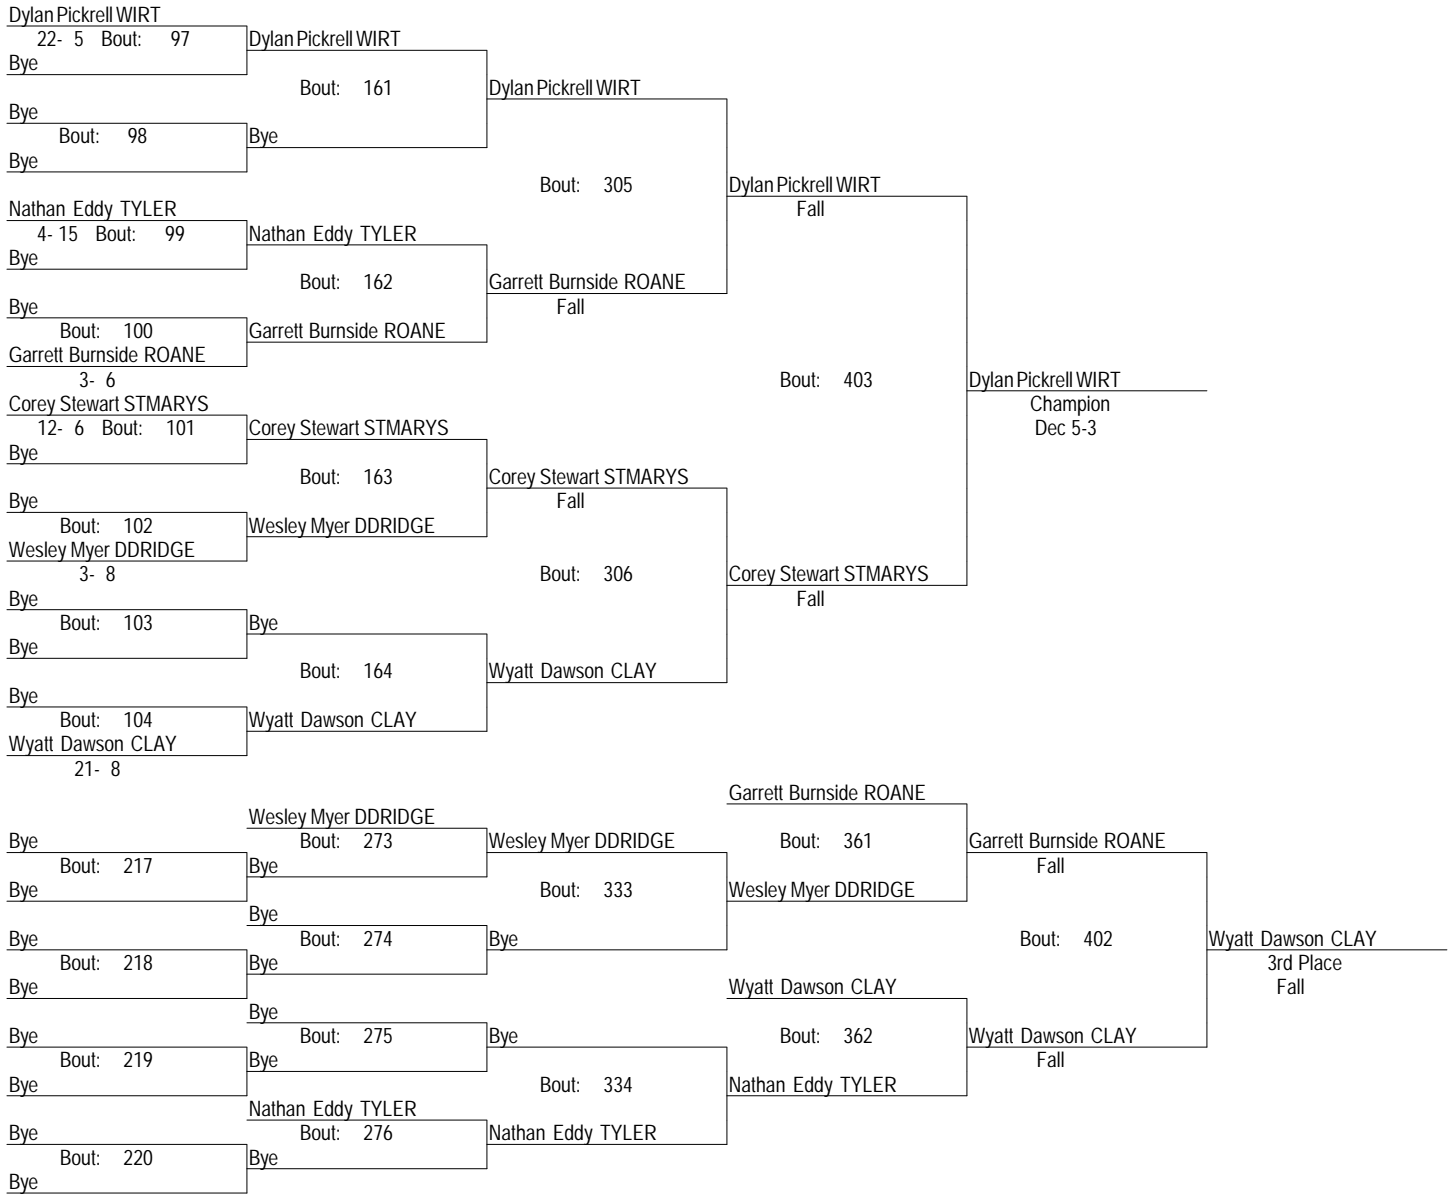 Dylan Pickrell WIRT
22- 5 Bout: 97 Dylan Pickrell WIRT
Bye
Bout: 161 Dylan Pickrell WIRT
Bye
Bout: 98 Bye
Bye
Bout: 305 Dylan Pickrell WIRT
Nathan Eddy TYLER Fall
4- 15 Bout: 99 Nathan Eddy TYLER
Bye
Bout: 162 Garrett Burnside ROANE
Bye Fall
Bout: 100 Garrett Burnside ROANE
Garrett Burnside ROANE
3- 6 Bout: 403 Dylan Pickrell WIRT
Corey Stewart STMARYS Champion
12- 6 Bout: 101 Corey Stewart STMARYS Dec 5-3
Bye
Bout: 163 Corey Stewart STMARYS
Bye Fall
Bout: 102 Wesley Myer DDRIDGE
Wesley Myer DDRIDGE
3- 8 Bout: 306 Corey Stewart STMARYS
Bye Fall
Bout: 103 Bye
Bye
Bout: 164 Wyatt Dawson CLAY
Bye
Bout: 104 Wyatt Dawson CLAY
Wyatt Dawson CLAY
21- 8
Garrett Burnside ROANE
Wesley Myer DDRIDGE
Bye Bout: 273 Wesley Myer DDRIDGE Bout: 361 Garrett Burnside ROANE
Bout: 217 Bye Fall
Bye Bout: 333 Wesley Myer DDRIDGE
Bye
Bye Bout: 274 Bye Bout: 402 Wyatt Dawson CLAY
Bout: 218 Bye 3rd Place
Bye Wyatt Dawson CLAY Fall
Bye
Bye Bout: 275 Bye Bout: 362 Wyatt Dawson CLAY
Bout: 219 Bye Fall
Bye Bout: 334 Nathan Eddy TYLER
Nathan Eddy TYLER
Bye Bout: 276 Nathan Eddy TYLER
Bout: 220 Bye
Bye